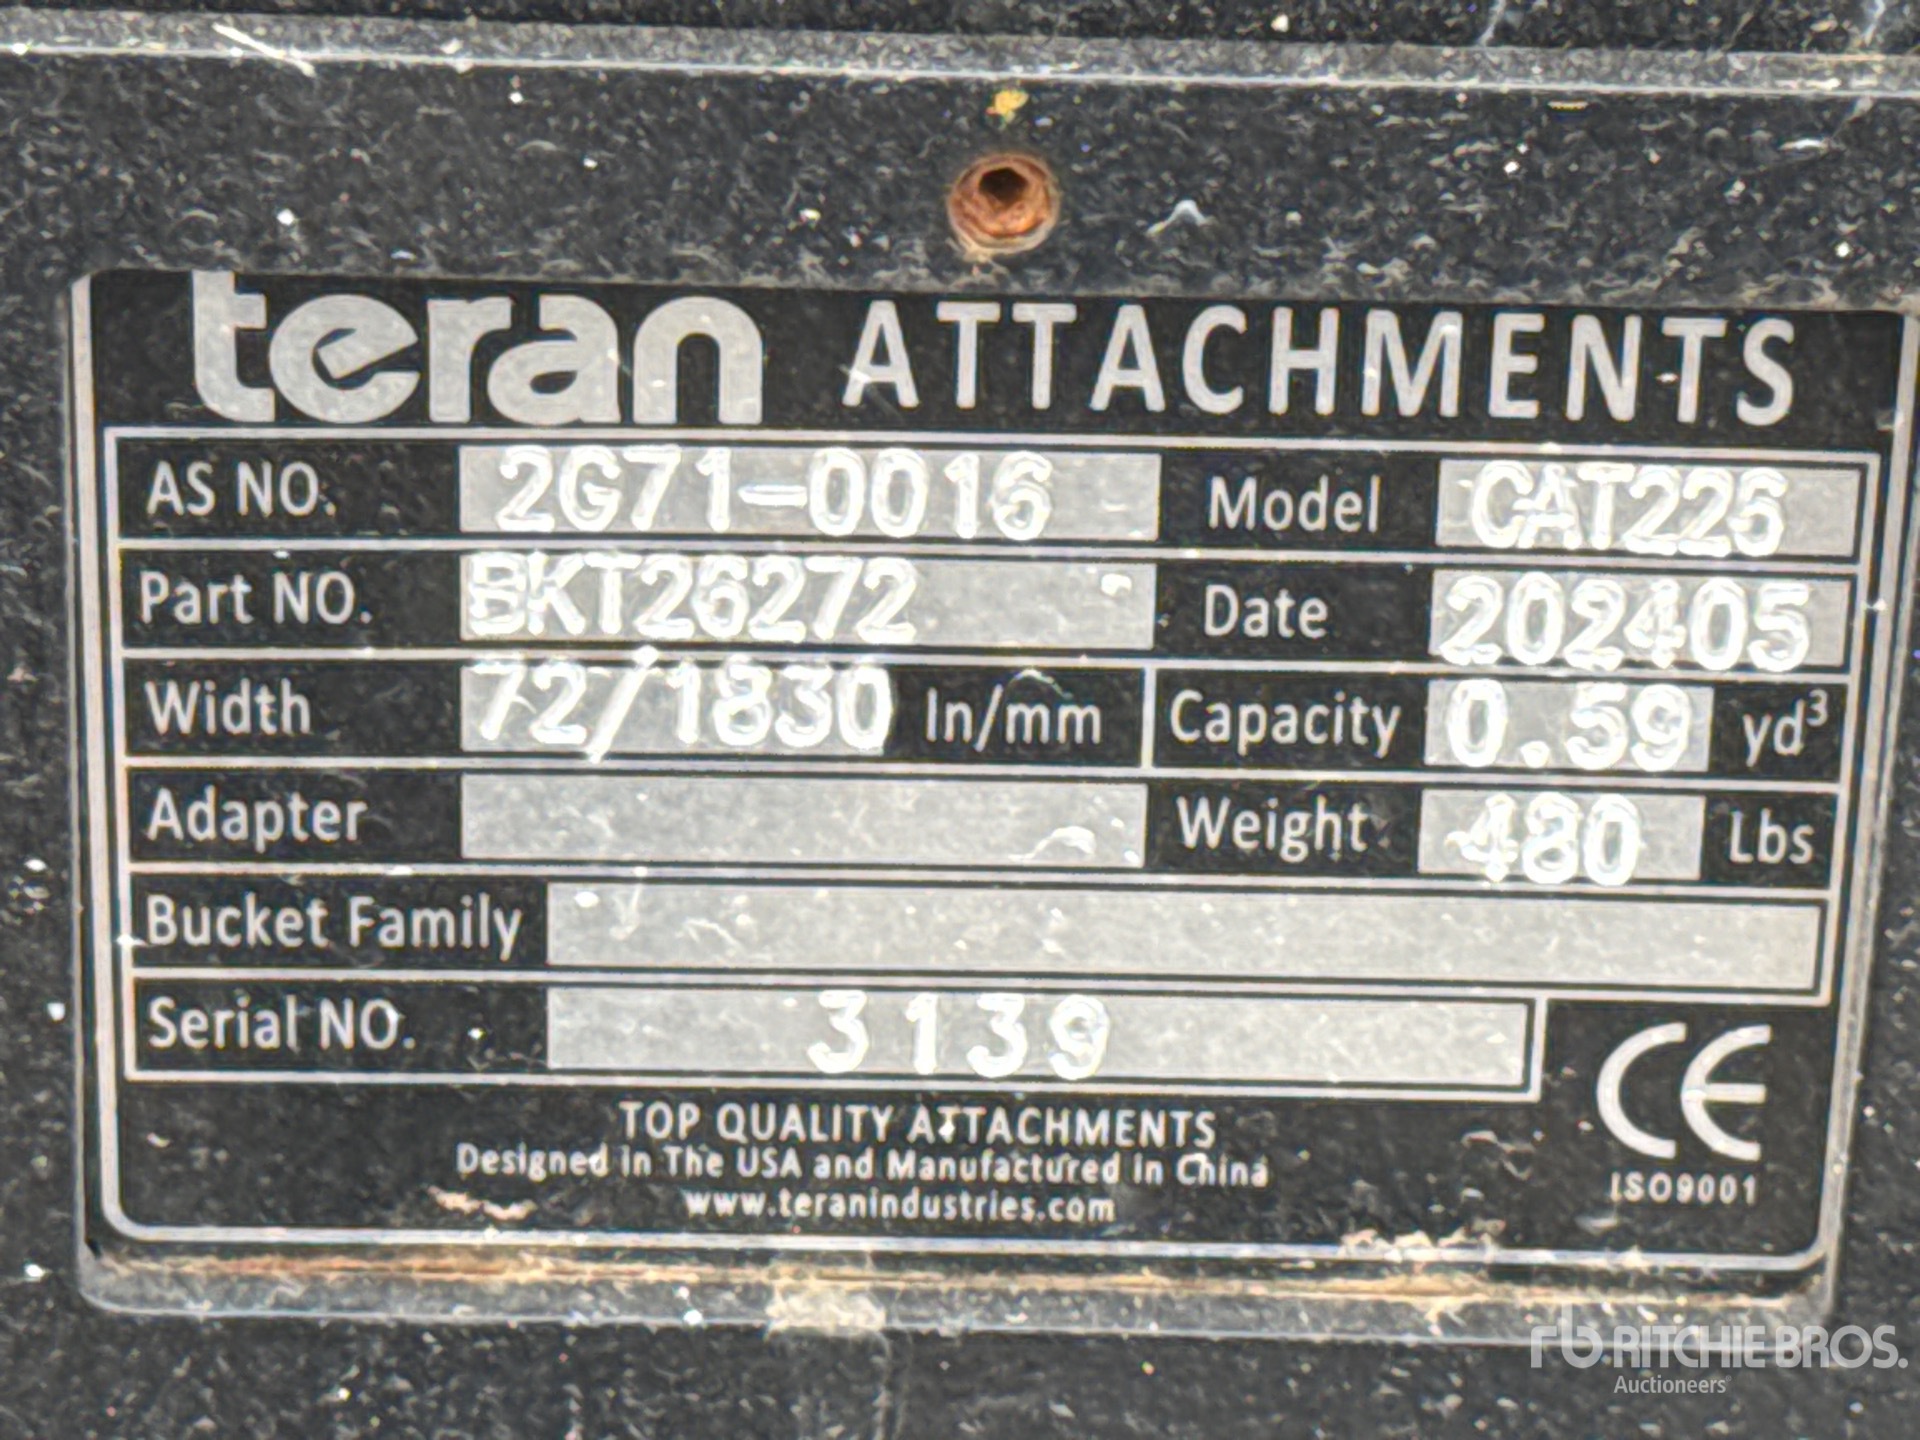 teran ATTACHMENTS
AS NO. 2G71-0016 Model CAT226
Part NO. BKT26272 Date 202405
Width 72/1830 In/mm Capacity 0.59 yd³
Adapter Weight 480 Lbs
Bucket Family
Serial NO. 3139
CE
ISO9001
TOP QUALITY ATTACHMENTS
Designed In The USA and Manufactured In China
www.teranindustries.com
rb RITCHIE BROS.
Auctioneers